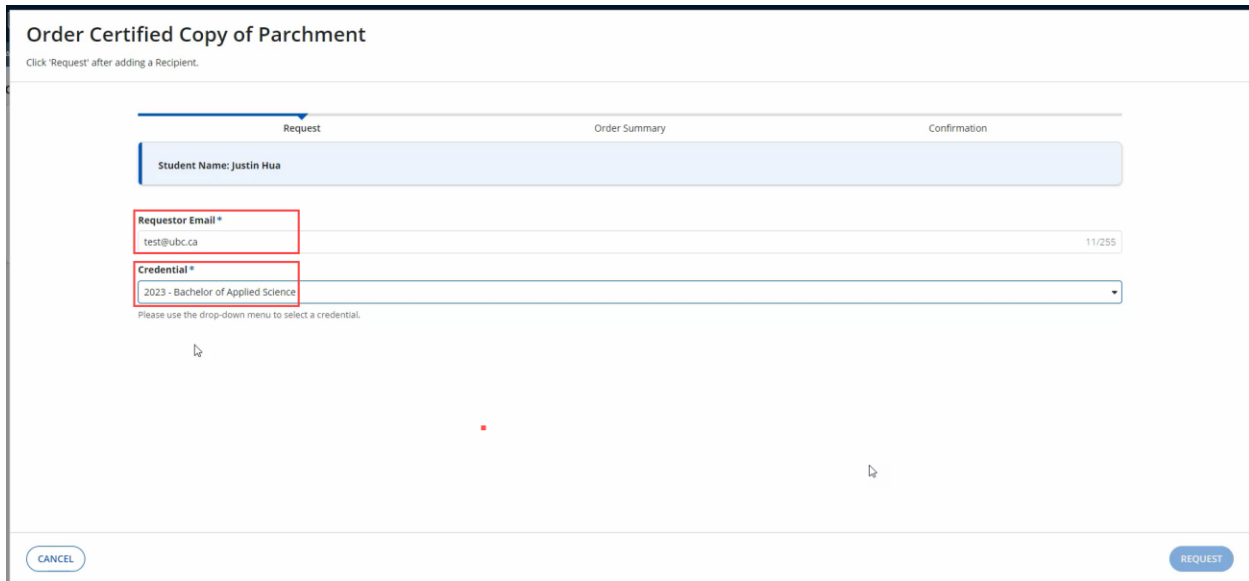 Order Certified Copy of Parchment
Click 'Request' after adding a Recipient.
Request
Order Summary
Confirmation
Student Name: Justin Hua
Requestor Email *
test@ubc.ca
11/255
Credential *
2023 - Bachelor of Applied Science
Please use the drop-down menu to select a credential.
CANCEL
REQUEST